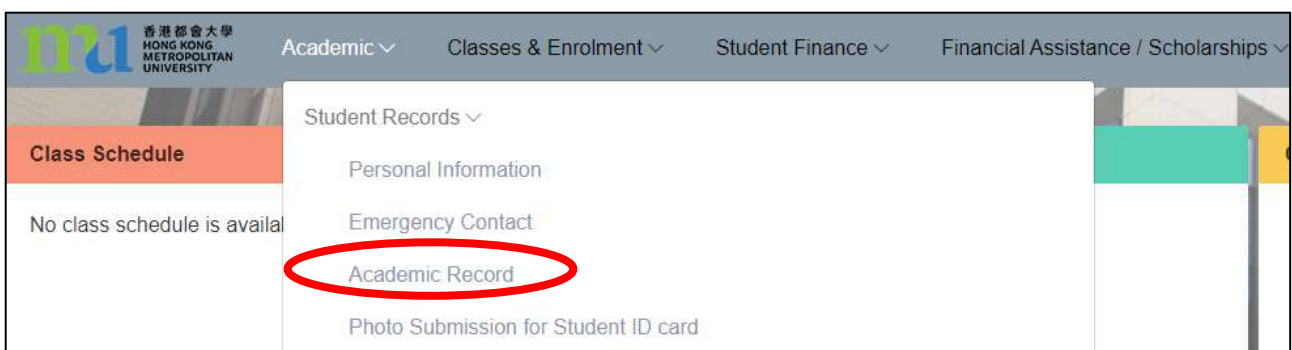 香港都會大學
HONG KONG
METROPOLITAN
UNIVERSITY
Academic
Classes & Enrolment
Student Finance
Financial Assistance / Scholarships
Student Records
Class Schedule
Personal Information
No class schedule is availa
Emergency Contact
Academic Record
Photo Submission for Student ID card